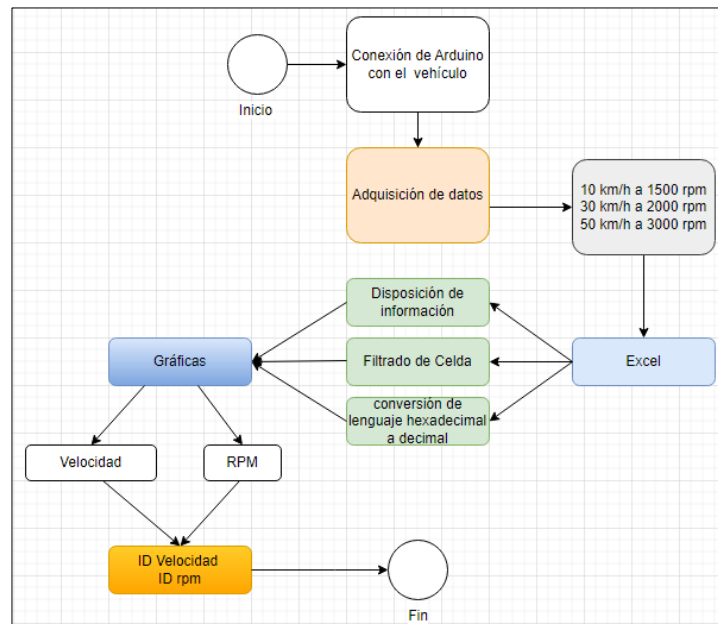 Inicio
Conexión de Arduino
con el vehículo
Adquisición de datos
10 km/h a 1500 rpm
30 km/h a 2000 rpm
50 km/h a 3000 rpm
Excel
Disposición de
información
Filtrado de Celda
conversión de
lenguaje hexadecimal
a decimal
Gráficas
Velocidad
RPM
ID Velocidad
ID rpm
Fin